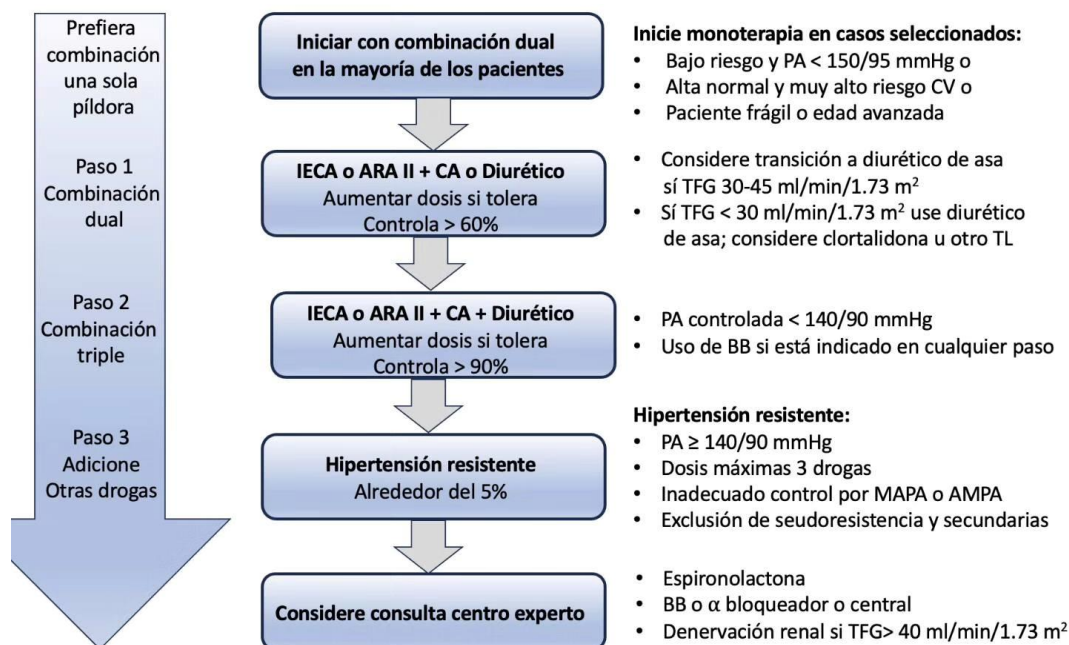 Prefiera
combinación
una sola
píldora
Paso 1
Combinación
dual
Paso 2
Combinación
triple
Paso 3
Adicione
Otras drogas
Iniciar con combinación dual
en la mayoría de los pacientes
IECA o ARA II + CA o Diurético
Aumentar dosis si tolera
Controla > 60%
IECA o ARA II + CA + Diurético
Aumentar dosis si tolera
Controla > 90%
Hipertensión resistente
Alrededor del 5%
Considere consulta centro experto
Inicie monoterapia en casos seleccionados:
• Bajo riesgo y PA < 150/95 mmHg o
• Alta normal y muy alto riesgo CV o
• Paciente frágil o edad avanzada
• Considere transición a diurético de asa
sí TFG 30-45 ml/min/1.73 m²
• Sí TFG < 30 ml/min/1.73 m² use diurético
de asa; considere clortalidona u otro TL
• PA controlada < 140/90 mmHg
• Uso de BB si está indicado en cualquier paso
Hipertensión resistente:
• PA ≥ 140/90 mmHg
• Dosis máximas 3 drogas
• Inadecuado control por MAPA o AMPA
• Exclusión de seudoresistencia y secundarias
• Espironolactona
• BB o α bloqueador o central
• Denervación renal si TFG> 40 ml/min/1.73 m²